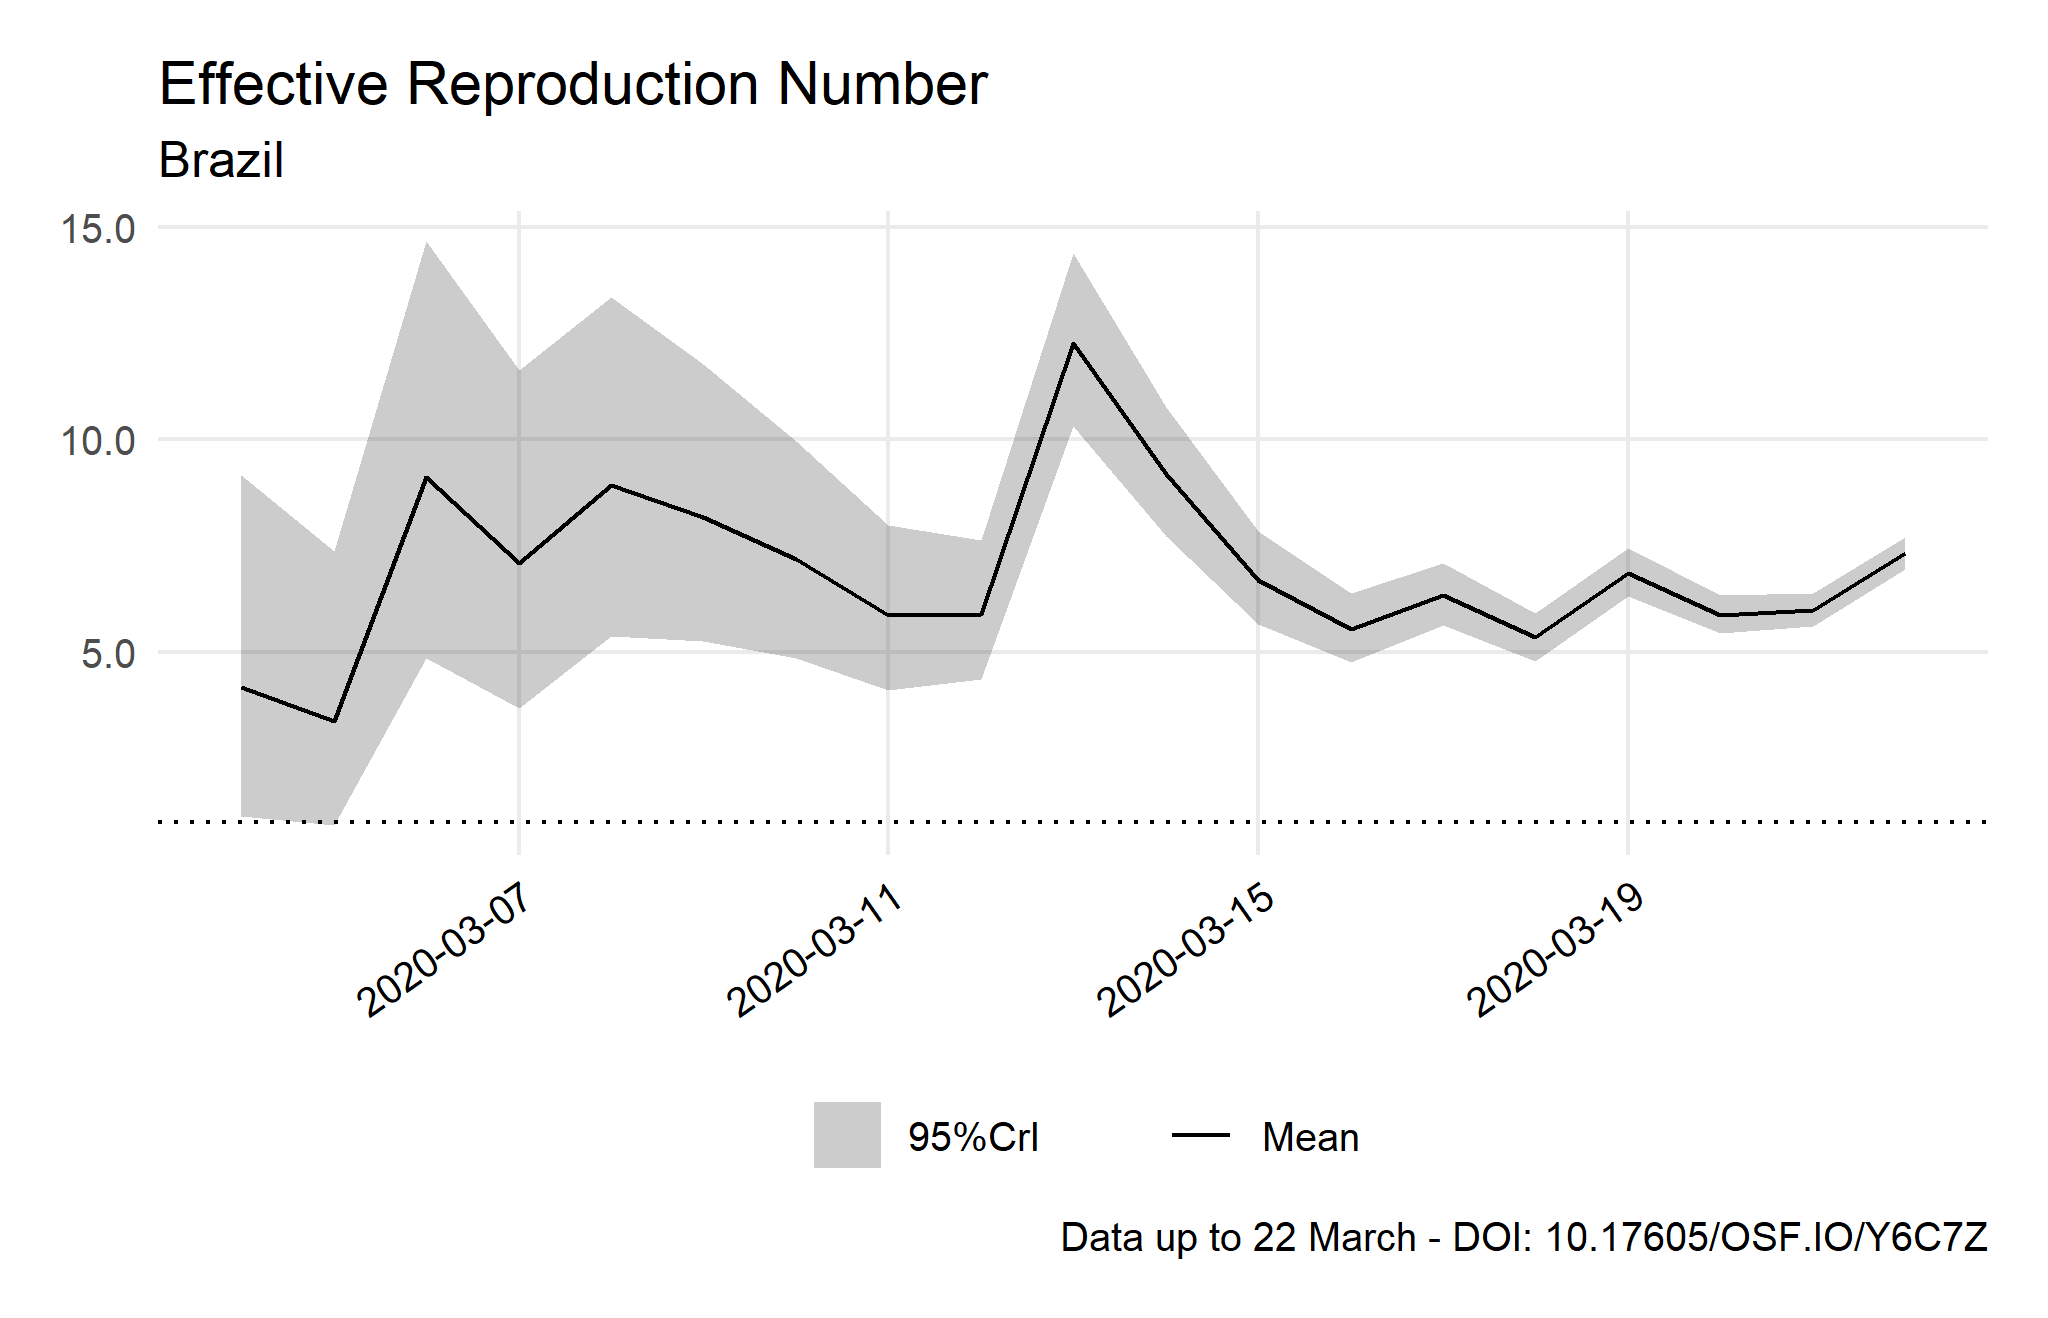 Effective Reproduction Number
Brazil
15.0
10.0
5.0
2020-03-07
2020-03-11
2020-03-15
2020-03-19
95%CrI
Mean
Data up to 22 March - DOI: 10.17605/OSF.IO/Y6C7Z